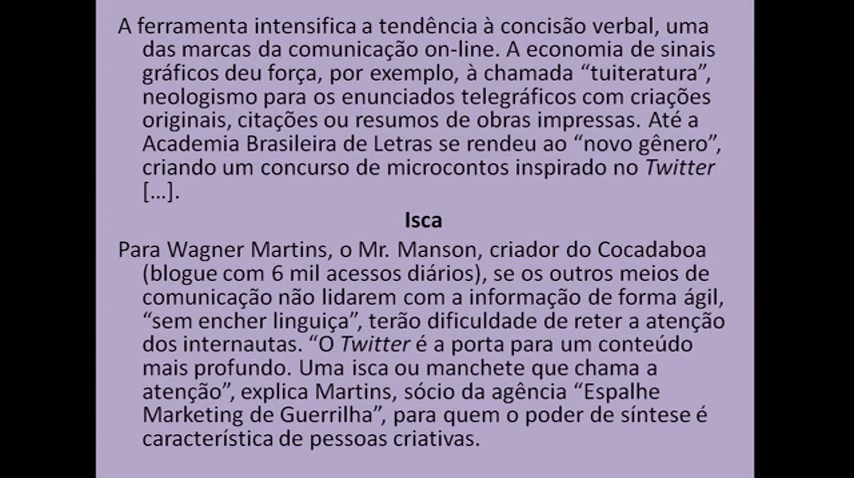 A ferramenta intensifica a tendência à concisão verbal, uma
das marcas da comunicação on-line. A economia de sinais
gráficos deu força, por exemplo, à chamada “tuiteratura”,
neologismo para os enunciados telegráficos com criações
originais, citações ou resumos de obras impressas. Até a
Academia Brasileira de Letras se rendeu ao “novo gênero”,
criando um concurso de microcontos inspirado no Twitter
[...].
Isca
Para Wagner Martins, o Mr. Manson, criador do Cocadaboa
(blogue com 6 mil acessos diários), se os outros meios de
comunicação não lidarem com a informação de forma ágil,
“sem encher linguiça”, terão dificuldade de reter a atenção
dos internautas. “O Twitter é a porta para um conteúdo
mais profundo. Uma isca ou manchete que chama a
atenção”, explica Martins, sócio da agência “Espalhe
Marketing de Guerrilha”, para quem o poder de síntese é
característica de pessoas criativas.